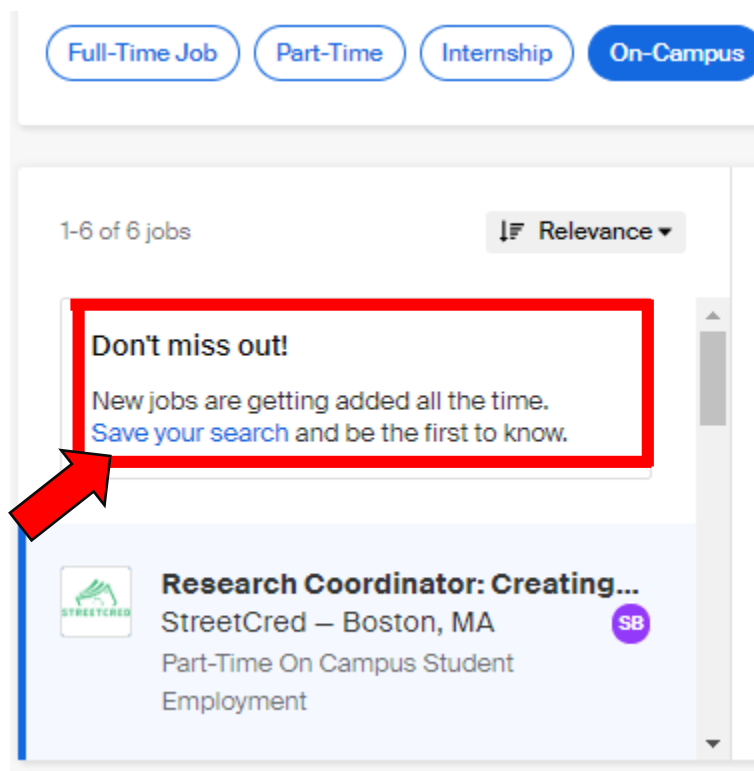 Full-Time Job Part-Time Internship On-Campus
1-6 of 6 jobs Relevance
Don't miss out!
New jobs are getting added all the time.
Save your search and be the first to know.
Research Coordinator: Creating...
STREETCRED StreetCred — Boston, MA SB
Part-Time On Campus Student
Employment